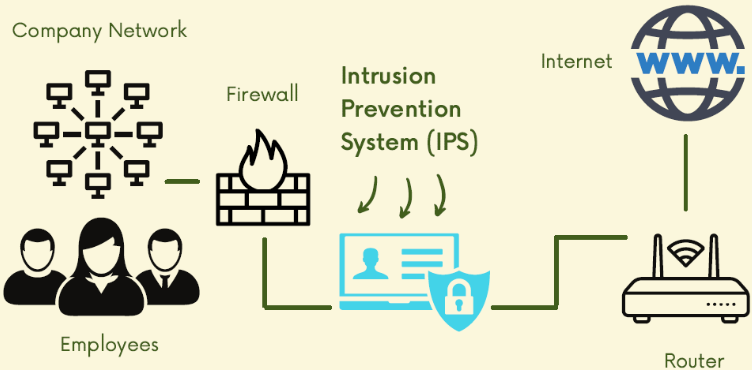 Company Network
Internet
www.
Firewall
Intrusion
Prevention
System (IPS)
Employees
Router